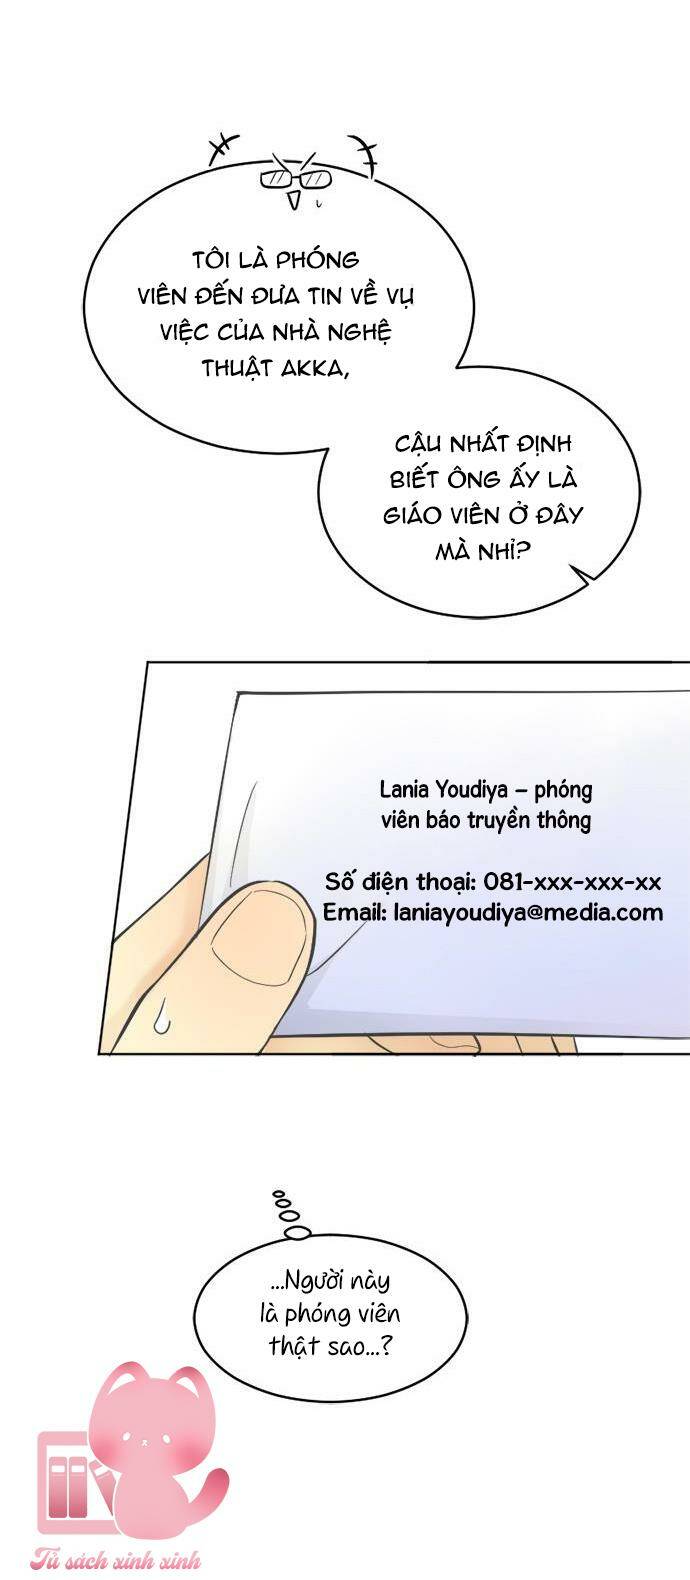 TÔI LÀ PHÓNG
VIÊN ĐẾN ĐƯA TIN VỀ VỤ
VIỆC CỦA NHÀ NGHỆ
THUẬT AKKA,
CẬU NHẤT ĐỊNH
BIẾT ÔNG ẤY LÀ
GIÁO VIÊN Ở ĐÂY
MÀ NHỈ?
Lania Youdiya – phóng
viên báo truyền thông
Số điện thoại: 081-xxx-xxx-xx
Email: laniayoudiya@media.com
...Người này
là phóng viên
thật sao...?
Tủ sách xinh xinh